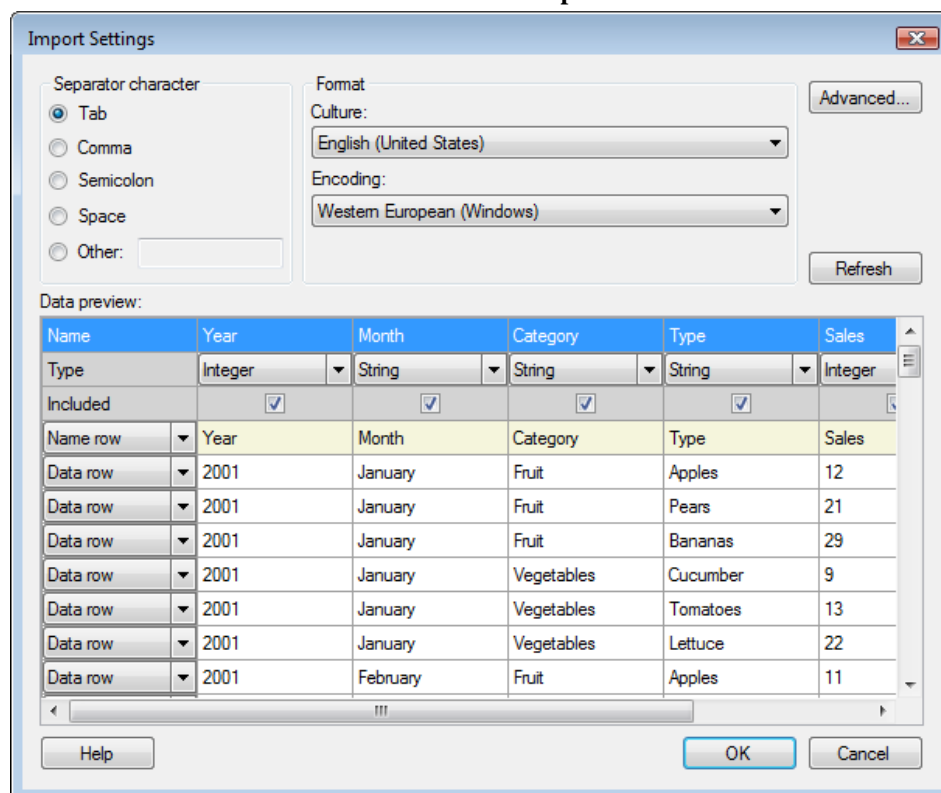 Import Settings
Separator character
Tab
Comma
Semicolon
Space
Other:
Format
Culture:
English (United States)
Encoding:
Western European (Windows)
Advanced...
Refresh
Data preview:
Name Year Month Category Type Sales
Type Integer String String String Integer
Included
Name row Year Month Category Type Sales
Data row 2001 January Fruit Apples 12
Data row 2001 January Fruit Pears 21
Data row 2001 January Fruit Bananas 29
Data row 2001 January Vegetables Cucumber 9
Data row 2001 January Vegetables Tomatoes 13
Data row 2001 January Vegetables Lettuce 22
Data row 2001 February Fruit Apples 11
Help OK Cancel